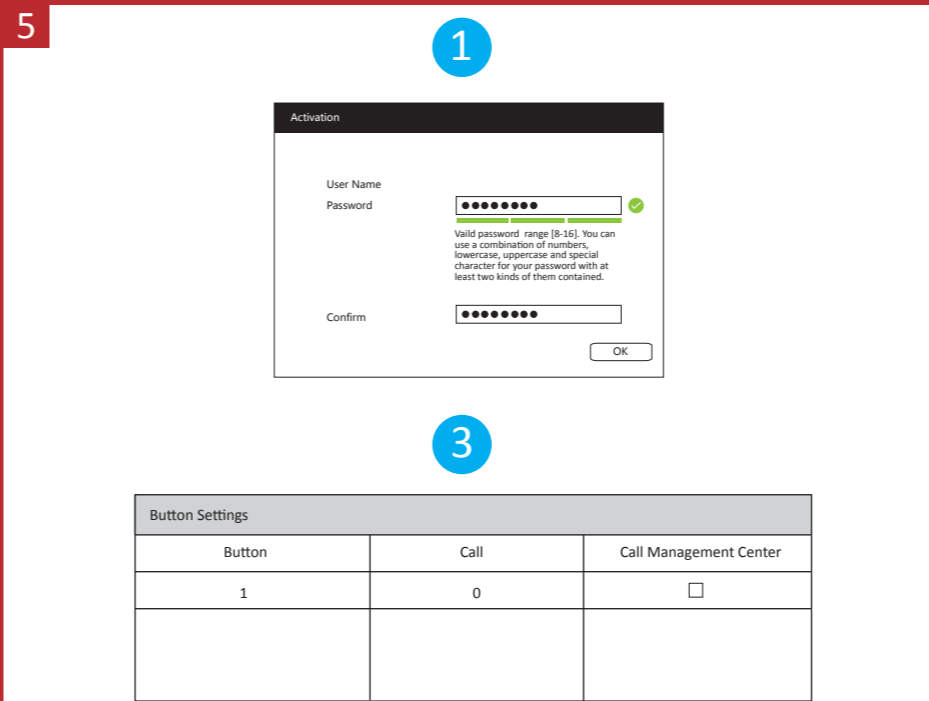 5
1
Activation
User Name
Password
Vaild password range [8-16]. You can
use a combination of numbers,
lowercase, uppercase and special
character for your password with at
least two kinds of them contained.
Confirm
OK
3
Button Settings
Button Call Call Management Center
1 0